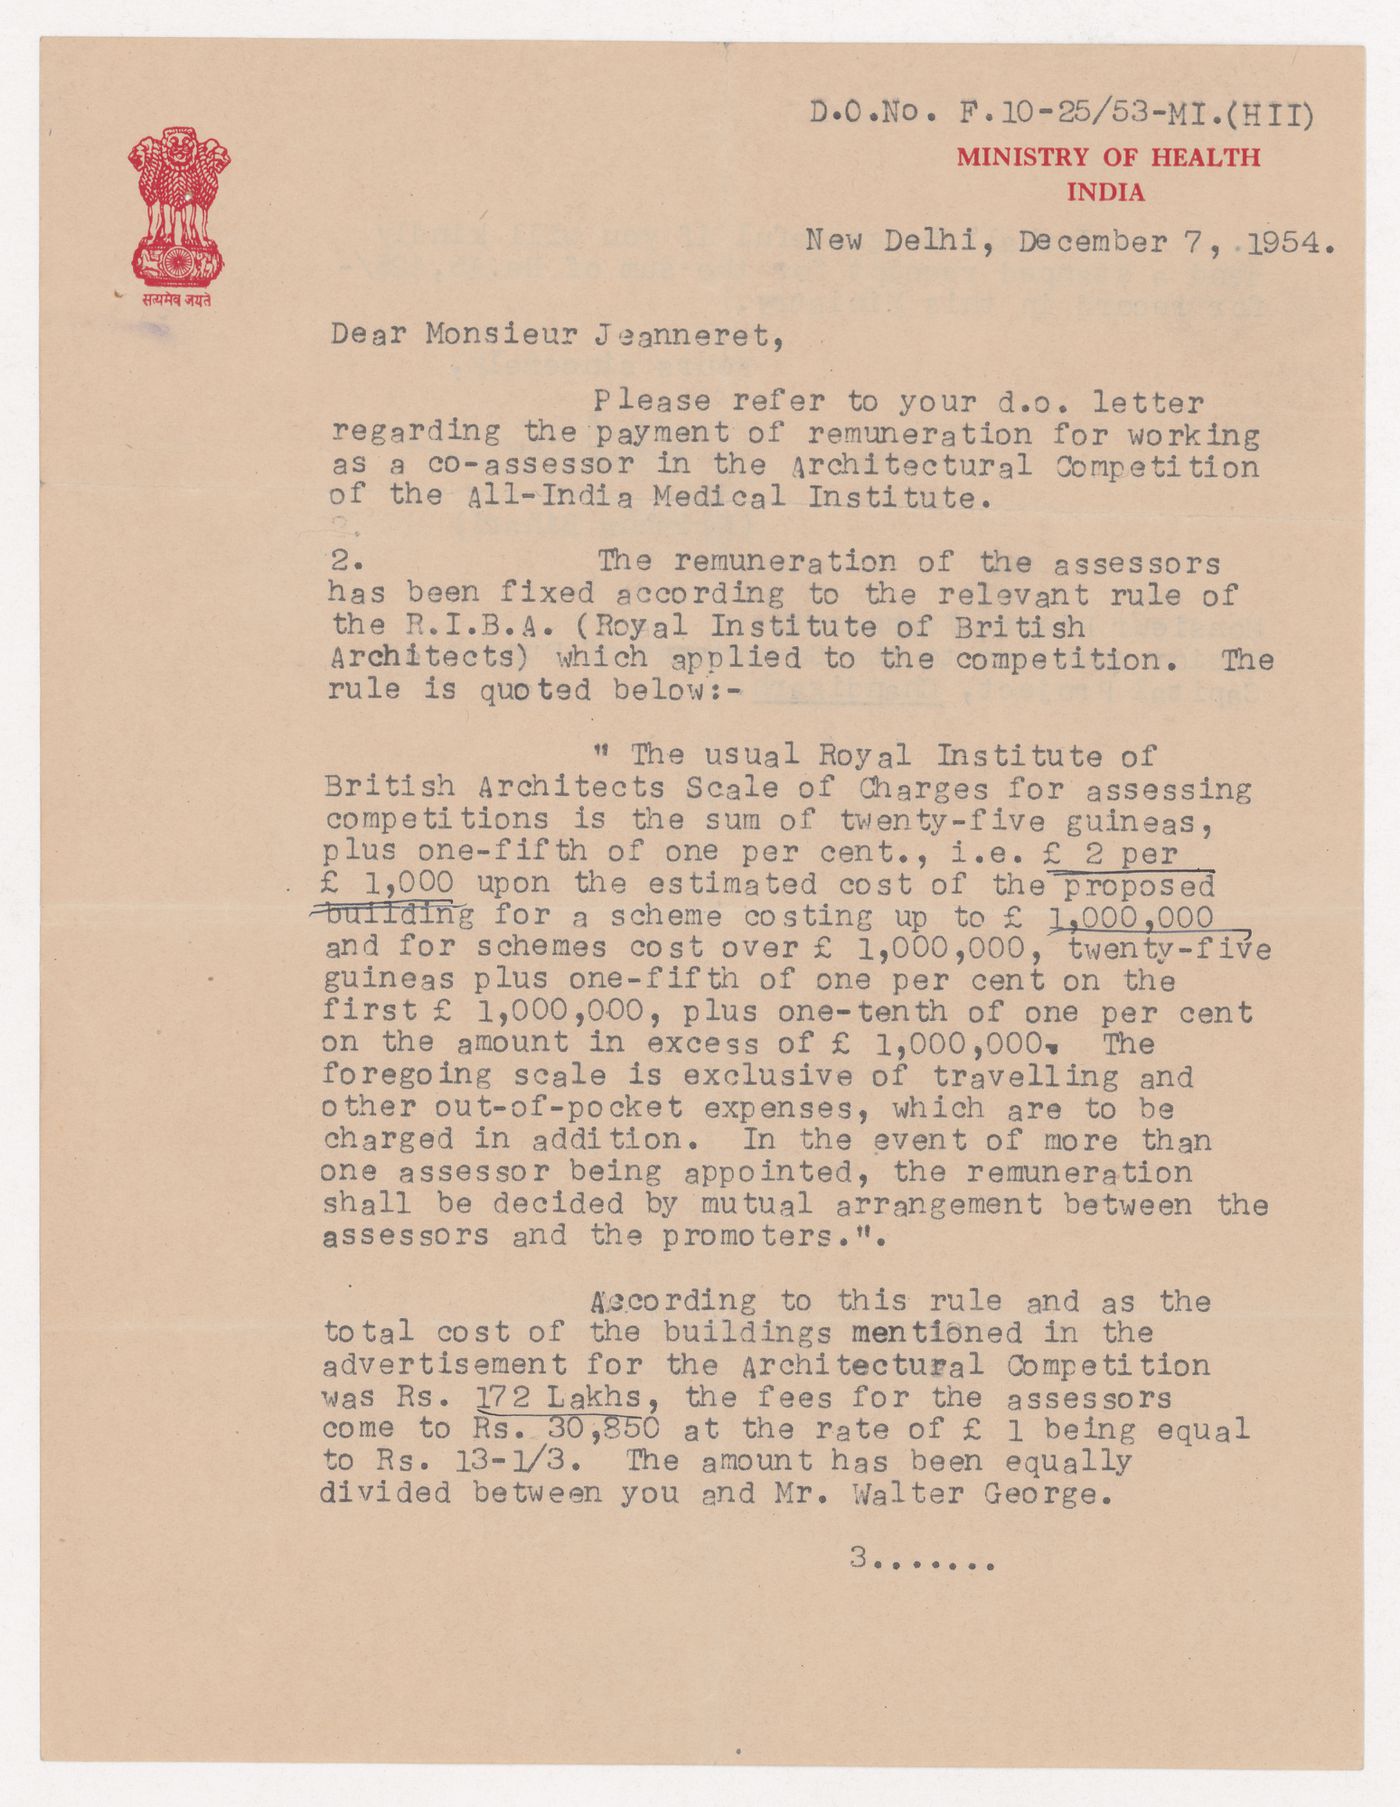 D.O.No. F.10-25/53-MI.(HII)
MINISTRY OF HEALTH
INDIA
New Delhi, December 7, 1954.
सत्यमेव जयते
Dear Monsieur Jeanneret,
Please refer to your d.o. letter
regarding the payment of remuneration for working
as a co-assessor in the Architectural Competition
of the All-India Medical Institute.
2. The remuneration of the assessors
has been fixed according to the relevant rule of
the R.I.B.A. (Royal Institute of British
Architects) which applied to the competition. The
rule is quoted below:-
" The usual Royal Institute of
British Architects Scale of Charges for assessing
competitions is the sum of twenty-five guineas,
plus one-fifth of one per cent., i.e. £ 2 per
£ 1,000 upon the estimated cost of the proposed
building for a scheme costing up to £ 1,000,000
and for schemes cost over £ 1,000,000, twenty-five
guineas plus one-fifth of one per cent on the
first £ 1,000,000, plus one-tenth of one per cent
on the amount in excess of £ 1,000,000. The
foregoing scale is exclusive of travelling and
other out-of-pocket expenses, which are to be
charged in addition. In the event of more than
one assessor being appointed, the remuneration
shall be decided by mutual arrangement between the
assessors and the promoters.".
According to this rule and as the
total cost of the buildings mentioned in the
advertisement for the Architectural Competition
was Rs. 172 Lakhs, the fees for the assessors
come to Rs. 30,850 at the rate of £ 1 being equal
to Rs. 13-1/3. The amount has been equally
divided between you and Mr. Walter George.
3.......